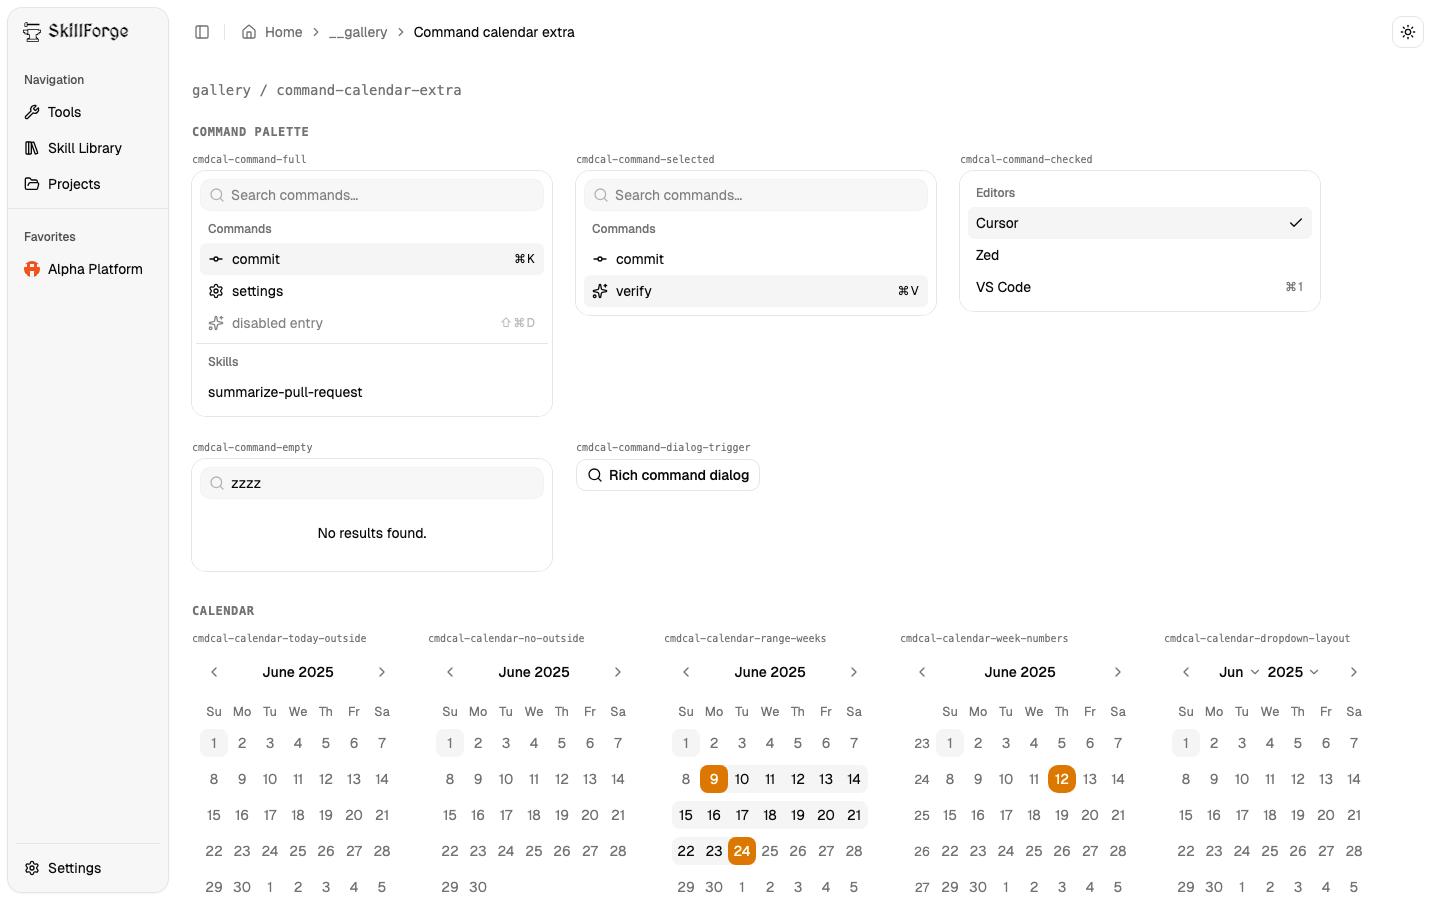 SkillForge
Navigation
Tools
Skill Library
Projects
Favorites
Alpha Platform
Settings
Home > __gallery > Command calendar extra
gallery / command-calendar-extra
COMMAND PALETTE
cmdcal-command-full
Search commands...
Commands
commit ⌘K
settings
disabled entry ⇧⌘D
Skills
summarize-pull-request
cmdcal-command-selected
Search commands...
Commands
commit
verify ⌘V
cmdcal-command-checked
Editors
Cursor
Zed
VS Code ⌘1
cmdcal-command-empty
zzzz
No results found.
cmdcal-command-dialog-trigger
Rich command dialog
CALENDAR
cmdcal-calendar-today-outside
June 2025
Su Mo Tu We Th Fr Sa
1 2 3 4 5 6 7
8 9 10 11 12 13 14
15 16 17 18 19 20 21
22 23 24 25 26 27 28
29 30 1 2 3 4 5
cmdcal-calendar-no-outside
June 2025
Su Mo Tu We Th Fr Sa
1 2 3 4 5 6 7
8 9 10 11 12 13 14
15 16 17 18 19 20 21
22 23 24 25 26 27 28
29 30
cmdcal-calendar-range-weeks
June 2025
Su Mo Tu We Th Fr Sa
1 2 3 4 5 6 7
8 9 10 11 12 13 14
15 16 17 18 19 20 21
22 23 24 25 26 27 28
29 30 1 2 3 4 5
cmdcal-calendar-week-numbers
June 2025
Su Mo Tu We Th Fr Sa
23 1 2 3 4 5 6 7
24 8 9 10 11 12 13 14
25 15 16 17 18 19 20 21
26 22 23 24 25 26 27 28
27 29 30 1 2 3 4 5
cmdcal-calendar-dropdown-layout
Jun 2025
Su Mo Tu We Th Fr Sa
1 2 3 4 5 6 7
8 9 10 11 12 13 14
15 16 17 18 19 20 21
22 23 24 25 26 27 28
29 30 1 2 3 4 5